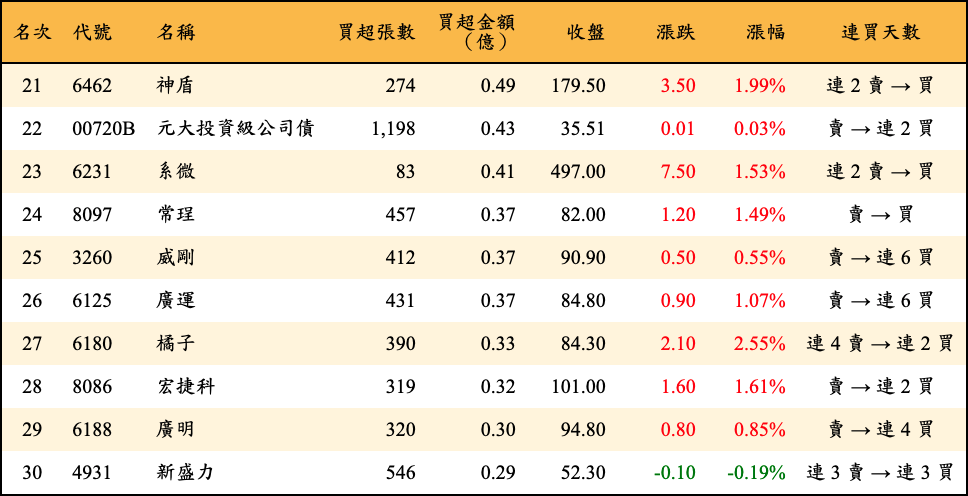 名次 代號 名稱 買超張數 買超金額（億） 收盤 漲跌 漲幅 連買天數
21 6462 神盾 274 0.49 179.50 3.50 1.99% 連 2 賣 → 買
22 00720B 元大投資級公司債 1,198 0.43 35.51 0.01 0.03% 賣 → 連 2 買
23 6231 系微 83 0.41 497.00 7.50 1.53% 連 2 賣 → 買
24 8097 常珵 457 0.37 82.00 1.20 1.49% 賣 → 買
25 3260 威剛 412 0.37 90.90 0.50 0.55% 賣 → 連 6 買
26 6125 廣運 431 0.37 84.80 0.90 1.07% 賣 → 連 6 買
27 6180 橘子 390 0.33 84.30 2.10 2.55% 連 4 賣 → 連 2 買
28 8086 宏捷科 319 0.32 101.00 1.60 1.61% 賣 → 連 2 買
29 6188 廣明 320 0.30 94.80 0.80 0.85% 賣 → 連 4 買
30 4931 新盛力 546 0.29 52.30 -0.10 -0.19% 連 3 賣 → 連 3 買